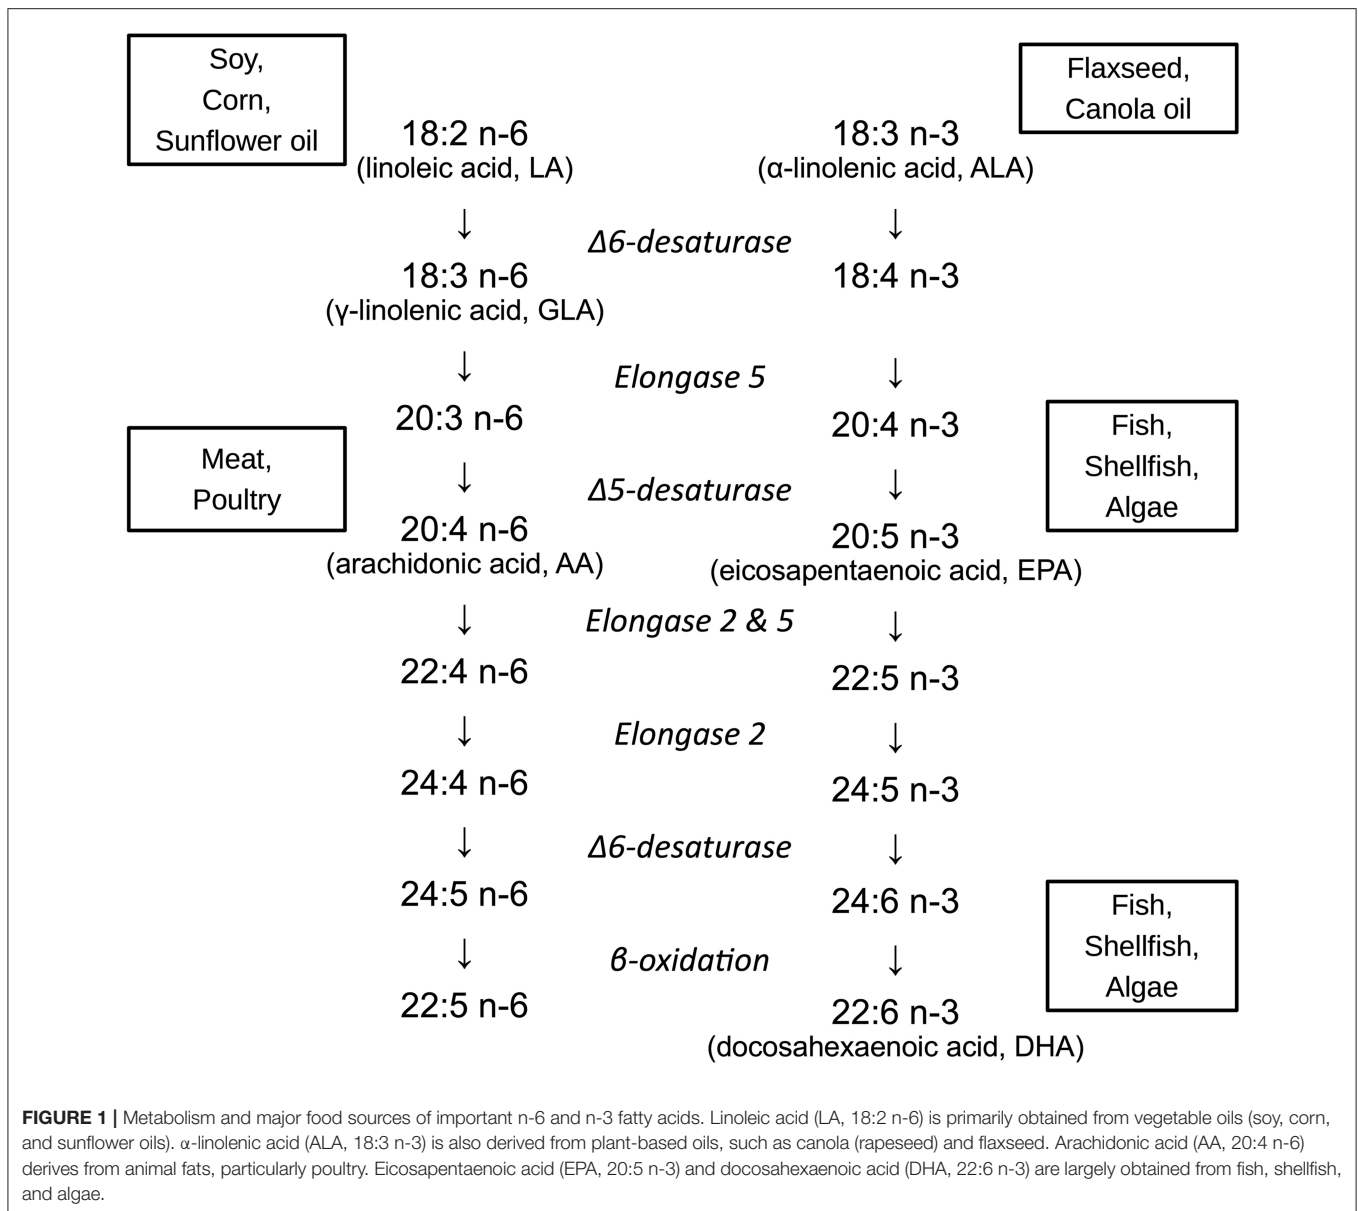 Soy,
Corn,
Sunflower oil
Flaxseed,
Canola oil
18:2 n-6
(linoleic acid, LA)
18:3 n-3
(α-linolenic acid, ALA)
↓
Δ6-desaturase
↓
18:3 n-6
(γ-linolenic acid, GLA)
18:4 n-3
↓
Elongase 5
↓
20:3 n-6
20:4 n-3
Fish,
Shellfish,
Algae
Meat,
Poultry
↓
Δ5-desaturase
↓
20:4 n-6
(arachidonic acid, AA)
20:5 n-3
(eicosapentaenoic acid, EPA)
↓
Elongase 2 & 5
↓
22:4 n-6
22:5 n-3
↓
Elongase 2
↓
24:4 n-6
24:5 n-3
↓
Δ6-desaturase
↓
24:5 n-6
24:6 n-3
Fish,
Shellfish,
Algae
↓
β-oxidation
↓
22:5 n-6
22:6 n-3
(docosahexaenoic acid, DHA)
FIGURE 1 | Metabolism and major food sources of important n-6 and n-3 fatty acids. Linoleic acid (LA, 18:2 n-6) is primarily obtained from vegetable oils (soy, corn,
and sunflower oils). α-linolenic acid (ALA, 18:3 n-3) is also derived from plant-based oils, such as canola (rapeseed) and flaxseed. Arachidonic acid (AA, 20:4 n-6)
derives from animal fats, particularly poultry. Eicosapentaenoic acid (EPA, 20:5 n-3) and docosahexaenoic acid (DHA, 22:6 n-3) are largely obtained from fish, shellfish,
and algae.